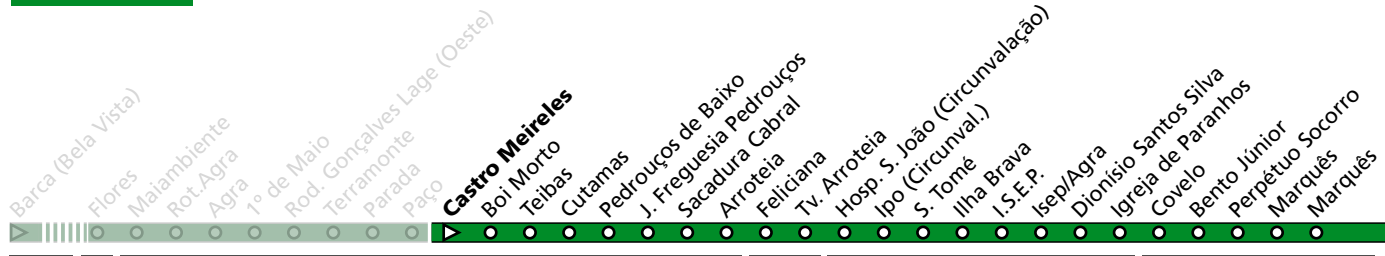 Barca (Bela Vista)
Flores
Maiambiente
Rot.Agra
Agra
1º de Maio
Rod. Gonçalves Lage (Oeste)
Terramonte
Parada
Paço
Castro Meireles
Boi Morto
Teibas
Cutamas
Pedrouços de Baixo
J. Freguesia Pedrouços
Sacadura Cabral
Arroteia
Feliciana
Tv. Arroteia
Hosp. S. João (Circunvalação)
Ipo (Circunval.)
S. Tomé
Ilha Brava
I.S.E.P.
Isep/Agra
Dionisio Santos Silva
Igreja de Paranhos
Covelo
Bento Júnior
Perpétuo Socorro
Marquês
Marquês